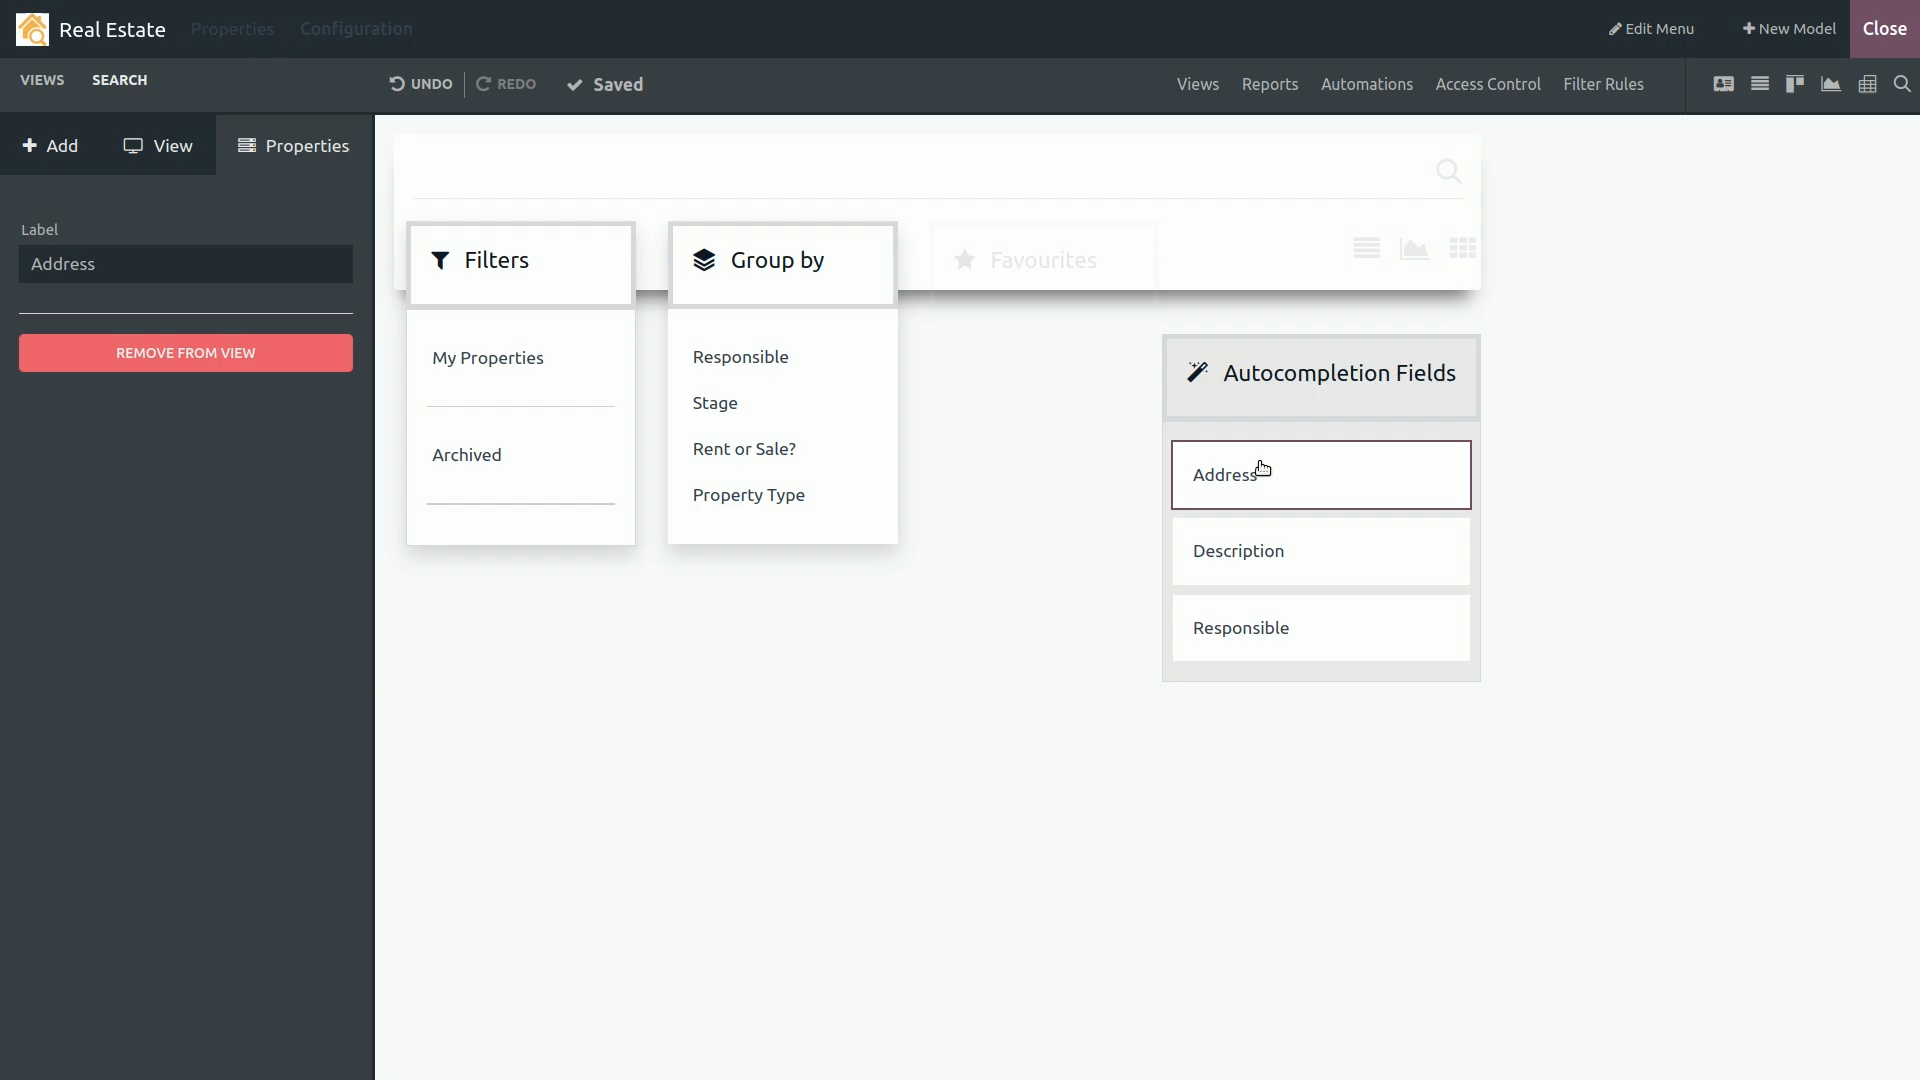 Real Estate Properties Configuration Edit Menu New Model Close
VIEWS SEARCH UNDO REDO Saved Views Reports Automations Access Control Filter Rules
Add View Properties
Label
Address
REMOVE FROM VIEW
Filters
My Properties
Archived
Group by
Responsible
Stage
Rent or Sale?
Property Type
Favourites
Autocompletion Fields
Address
Description
Responsible